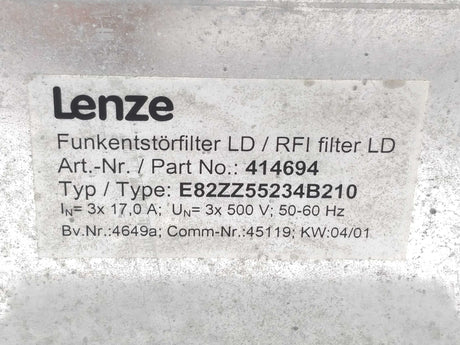 Lenze
Funkentstörfilter LD / RFI filter LD
Art.-Nr. / Part No.: 414694
Typ / Type: E82ZZ55234B210
IN= 3x 17,0 A; UN= 3x 500 V; 50-60 Hz
Bv.Nr.:4649a; Comm-Nr:45119; KW:04/01